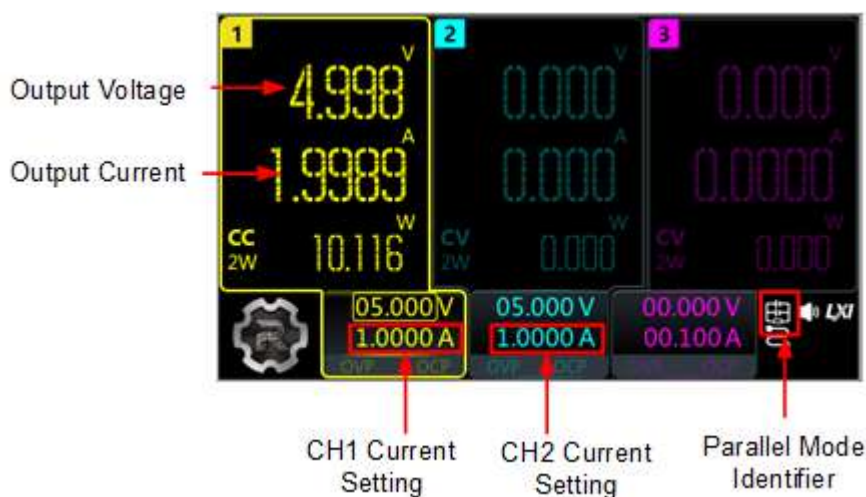 1
2
3
Output Voltage
4.998 V
0.000 V
0.000 V
Output Current
1.9989 A
0.000 A
0.0000 A
CC
2W
10.116 W
CV
2W
0.000 W
CV
2W
0.000 W
05.000 V
05.000 V
00.000 V
LXI
1.0000 A
1.0000 A
00.100 A
OVP OCP
OVP OCP
OVP OCP
CH1 Current
Setting
CH2 Current
Setting
Parallel Mode
Identifier